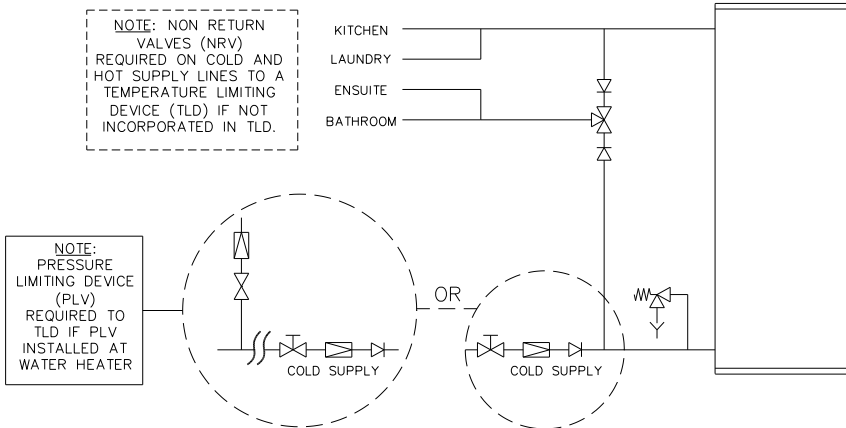 NOTE: NON RETURN
VALVES (NRV)
REQUIRED ON COLD AND
HOT SUPPLY LINES TO A
TEMPERATURE LIMITING
DEVICE (TLD) IF NOT
INCORPORATED IN TLD.
KITCHEN
LAUNDRY
ENSUITE
BATHROOM
NOTE:
PRESSURE
LIMITING DEVICE
(PLV)
REQUIRED TO
TLD IF PLV
INSTALLED AT
WATER HEATER
OR
COLD SUPPLY
COLD SUPPLY